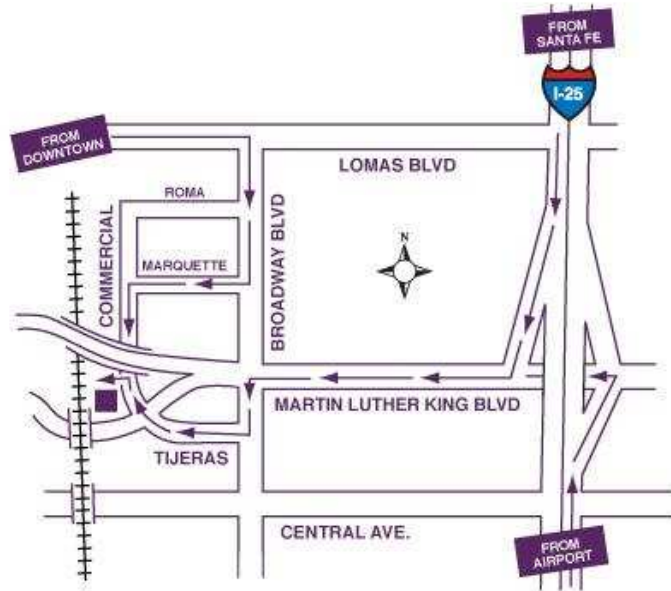 FROM
SANTA FE
I-25
FROM
DOWNTOWN
LOMAS BLVD
ROMA
COMMERCIAL
BROADWAY BLVD
N
MARQUETTE
MARTIN LUTHER KING BLVD
TIJERAS
CENTRAL AVE.
FROM
AIRPORT